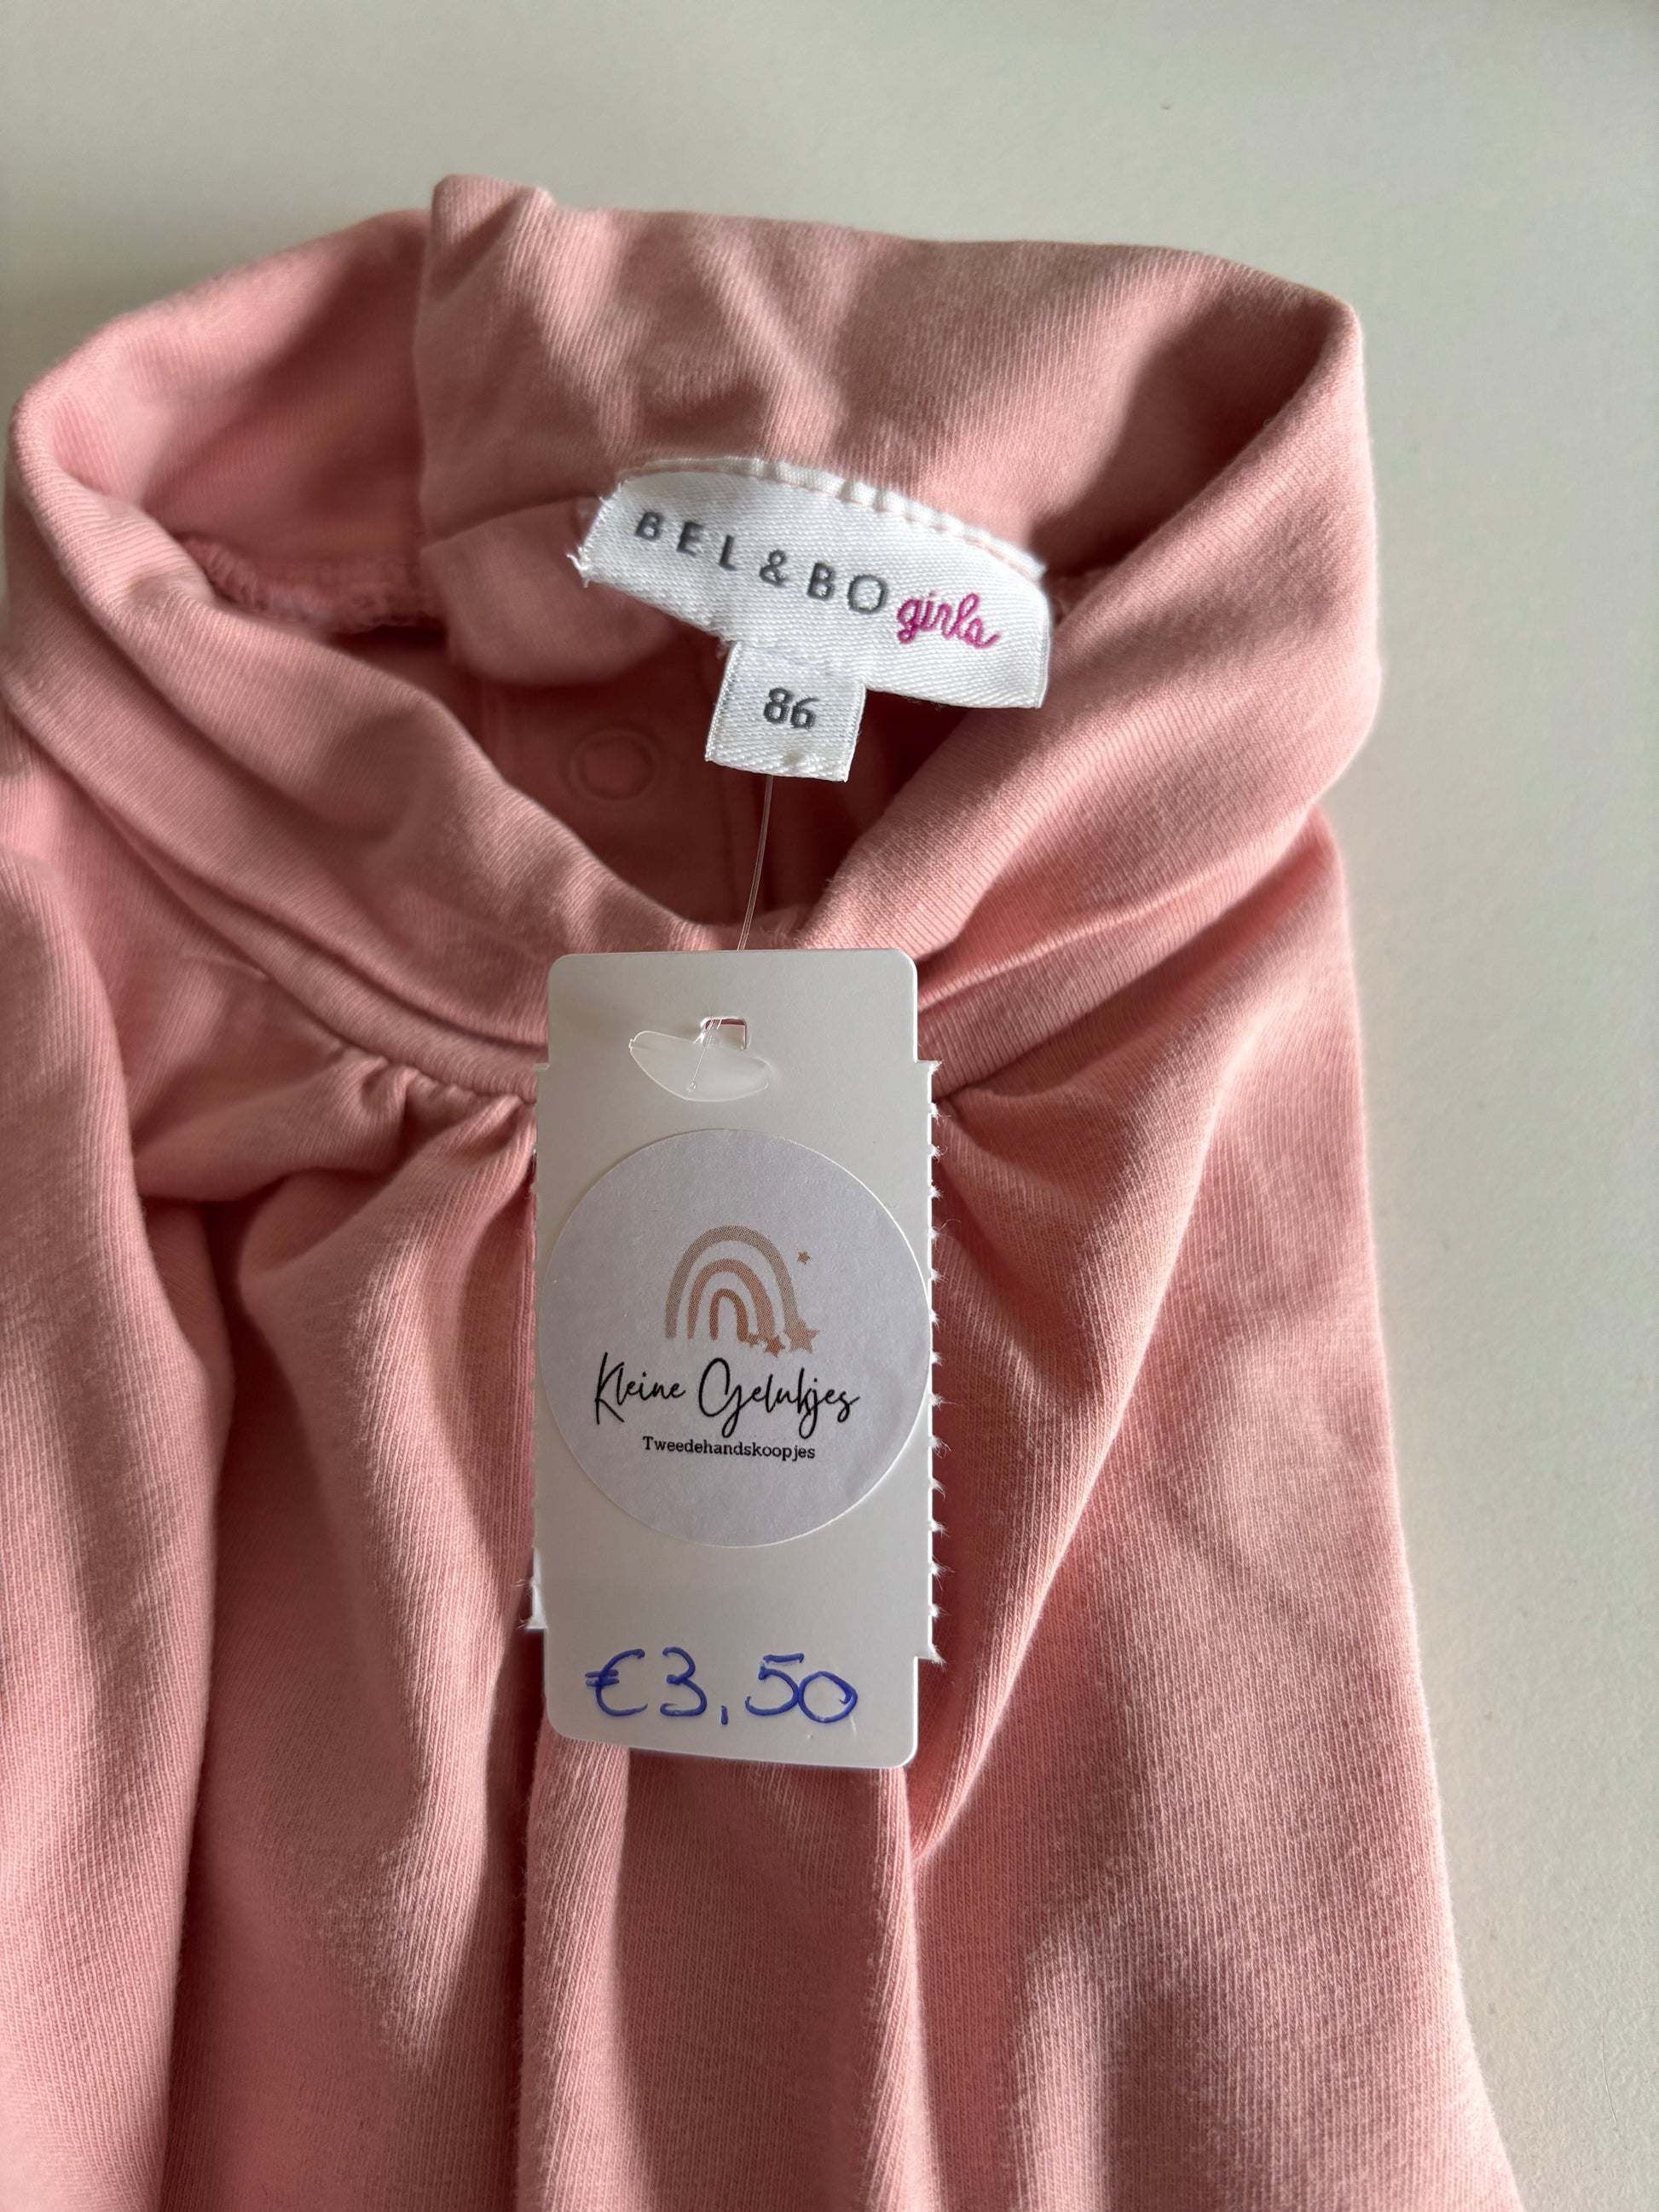 BEL&BO girls
86
Kleine Gelukjes
Tweedehandskoopjes
€3,50